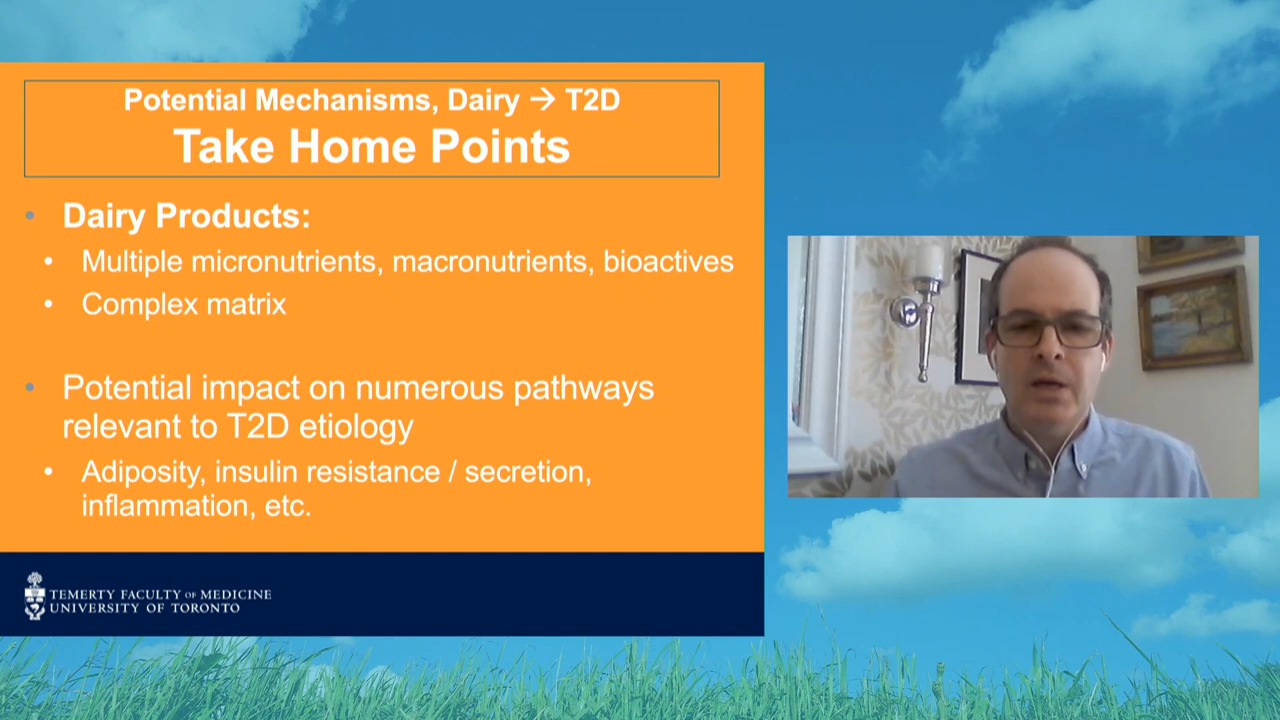 Potential Mechanisms, Dairy → T2D
Take Home Points
• Dairy Products:
• Multiple micronutrients, macronutrients, bioactives
• Complex matrix
• Potential impact on numerous pathways
relevant to T2D etiology
• Adiposity, insulin resistance / secretion,
inflammation, etc.
TEMERTY FACULTY OF MEDICINE
UNIVERSITY OF TORONTO